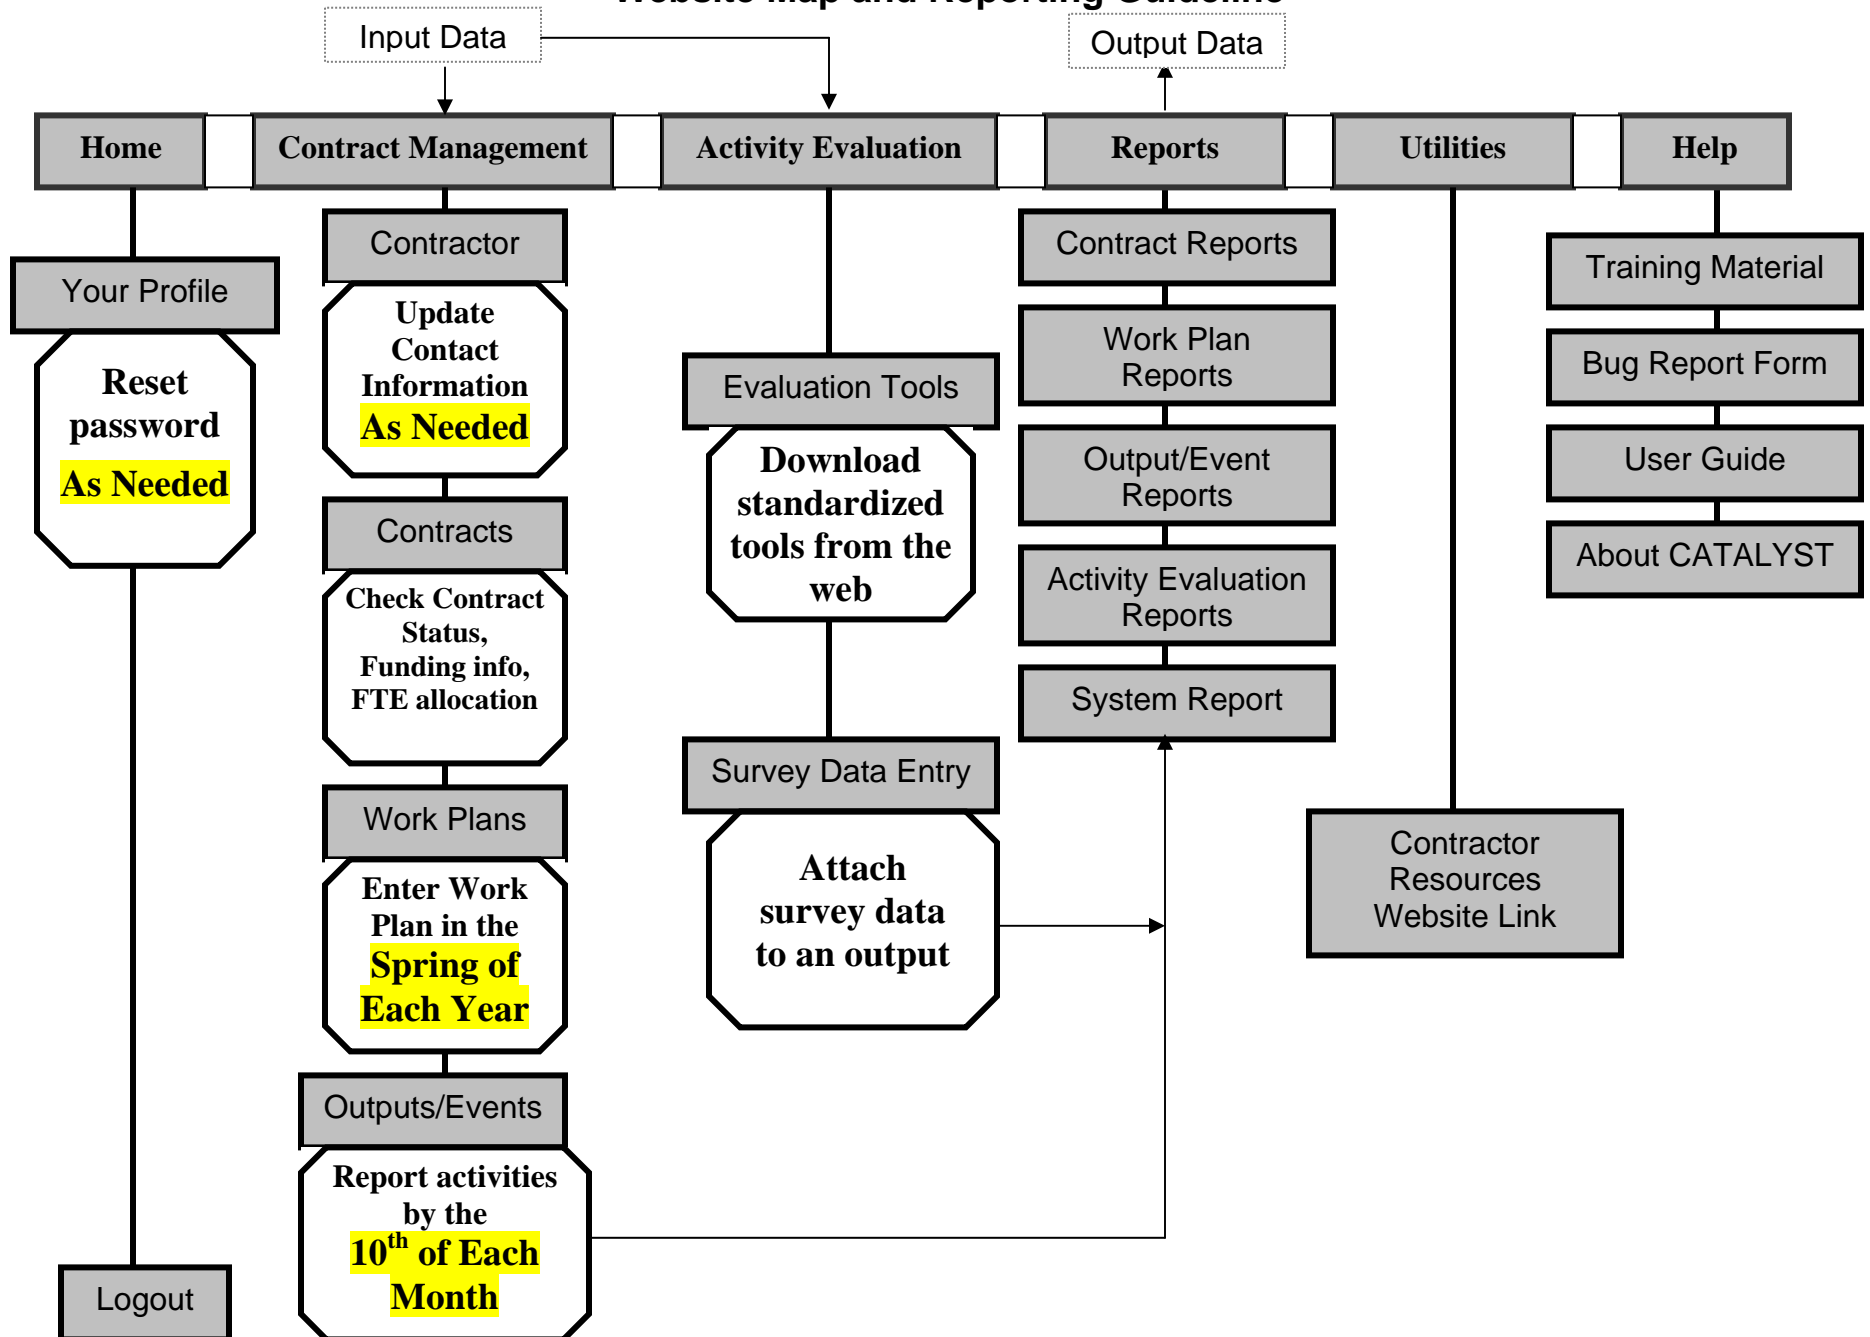 Website Map and Reporting Guideline
Input Data
Output Data
Home
Contract Management
Activity Evaluation
Reports
Utilities
Help
Your Profile
Reset
password
As Needed
Logout
Contractor
Update
Contact
Information
As Needed
Contracts
Check Contract
Status,
Funding info,
FTE allocation
Work Plans
Enter Work
Plan in the
Spring of
Each Year
Outputs/Events
Report activities
by the
10th of Each
Month
Evaluation Tools
Download
standardized
tools from the
web
Survey Data Entry
Attach
survey data
to an output
Contract Reports
Work Plan
Reports
Output/Event
Reports
Activity Evaluation
Reports
System Report
Contractor
Resources
Website Link
Training Material
Bug Report Form
User Guide
About CATALYST